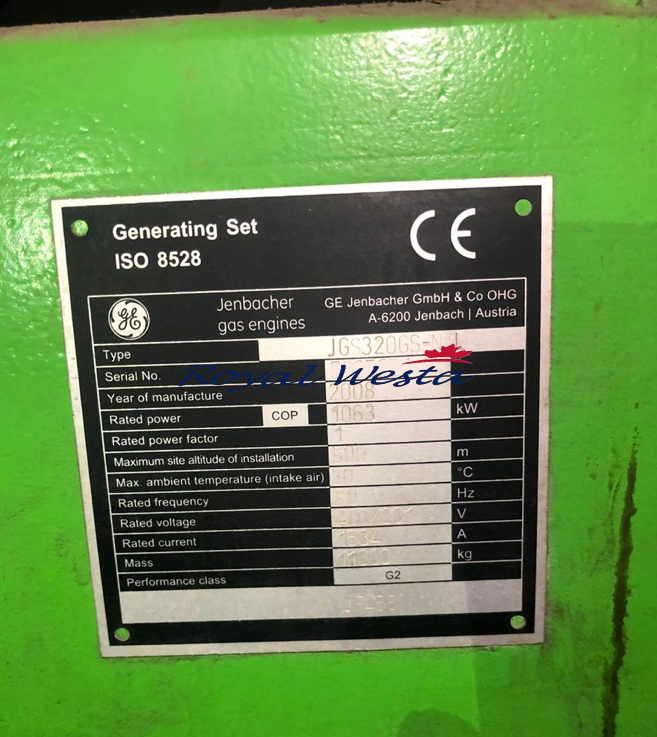 Generating Set
ISO 8528
CE
GE
Jenbacher
gas engines
GE Jenbacher GmbH & Co OHG
A-6200 Jenbach | Austria
Type JGS320GS-
Serial No.
Royal Westa
Year of manufacture 2008
Rated power COP 1063 kW
Rated power factor 1
Maximum site altitude of installation 500 m
Max. ambient temperature (intake air) °C
Rated frequency 50 Hz
Rated voltage V
Rated current 1534 A
Mass kg
Performance class G2